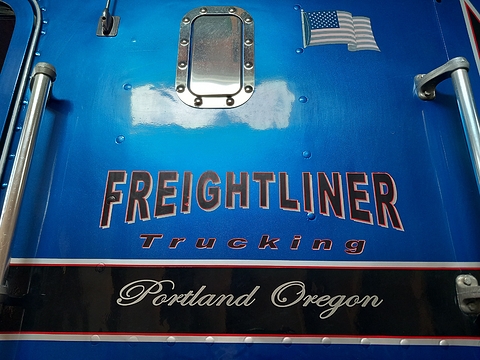 FREIGHTLINER
Trucking
Portland Oregon